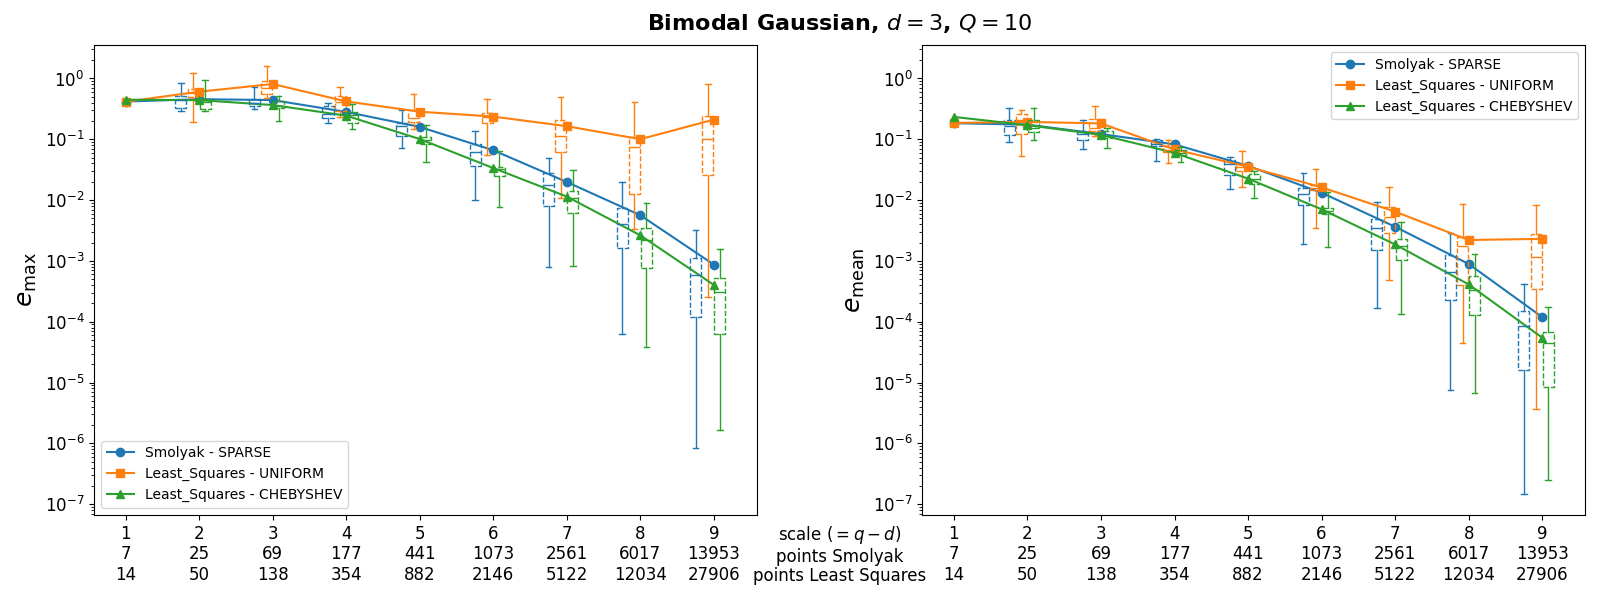 Bimodal Gaussian, d = 3, Q = 10
10⁰
10⁻¹
10⁻²
10⁻³
10⁻⁴
10⁻⁵
10⁻⁶
10⁻⁷
e_max
Smolyak - SPARSE
Least_Squares - UNIFORM
Least_Squares - CHEBYSHEV
10⁰
10⁻¹
10⁻²
10⁻³
10⁻⁴
10⁻⁵
10⁻⁶
10⁻⁷
e_mean
Smolyak - SPARSE
Least_Squares - UNIFORM
Least_Squares - CHEBYSHEV
1 2 3 4 5 6 7 8 9 scale (= q − d) 1 2 3 4 5 6 7 8 9
7 25 69 177 441 1073 2561 6017 13953 points Smolyak 7 25 69 177 441 1073 2561 6017 13953
14 50 138 354 882 2146 5122 12034 27906 points Least Squares 14 50 138 354 882 2146 5122 12034 27906